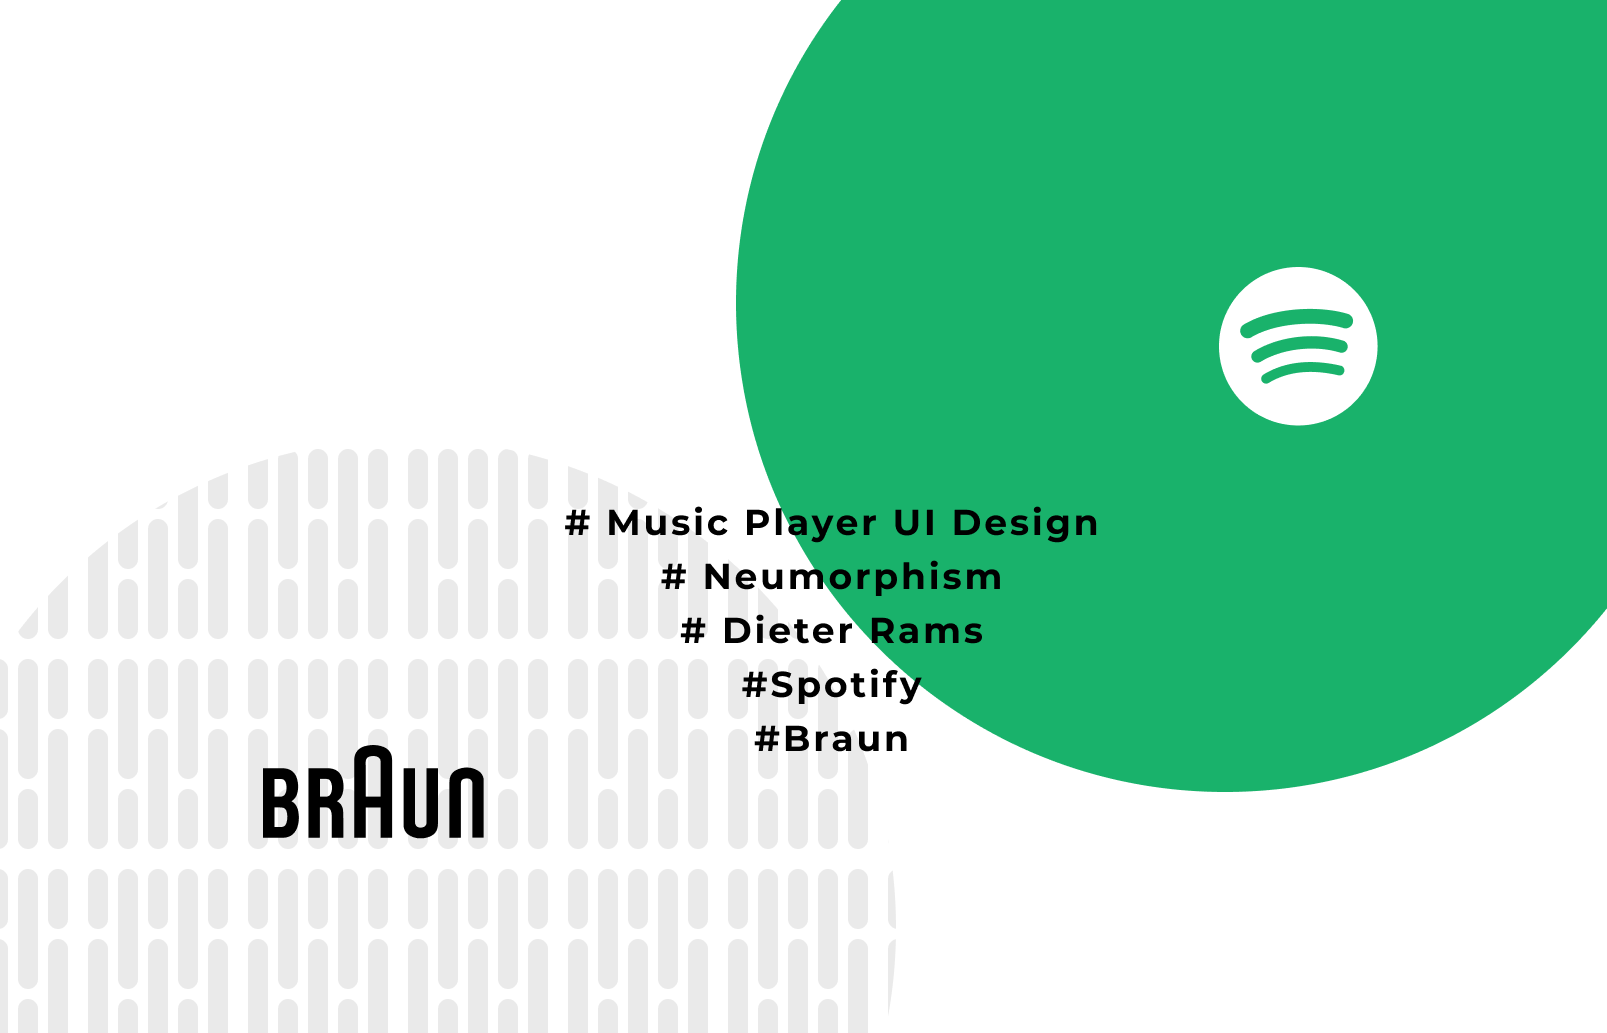 # Music Player UI Design
# Neumorphism
# Dieter Rams
#Spotify
#Braun
BRAUN